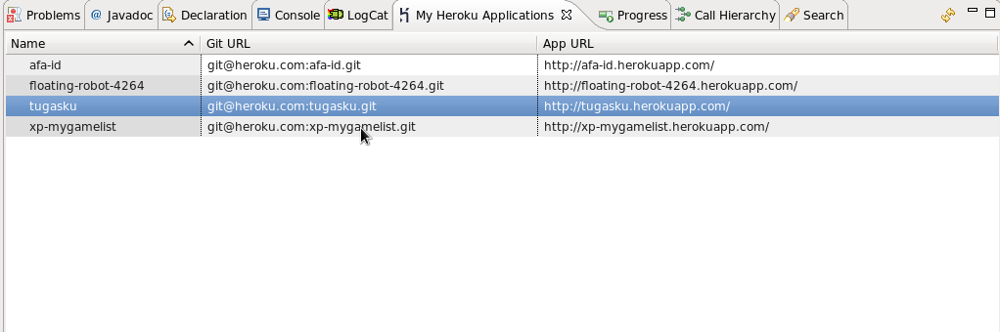 Problems @ Javadoc Declaration Console LogCat My Heroku Applications Progress Call Hierarchy Search
Name Git URL App URL
afa-id git@heroku.com:afa-id.git http://afa-id.herokuapp.com/
floating-robot-4264 git@heroku.com:floating-robot-4264.git http://floating-robot-4264.herokuapp.com/
tugasku git@heroku.com:tugasku.git http://tugasku.herokuapp.com/
xp-mygamelist git@heroku.com:xp-mygamelist.git http://xp-mygamelist.herokuapp.com/